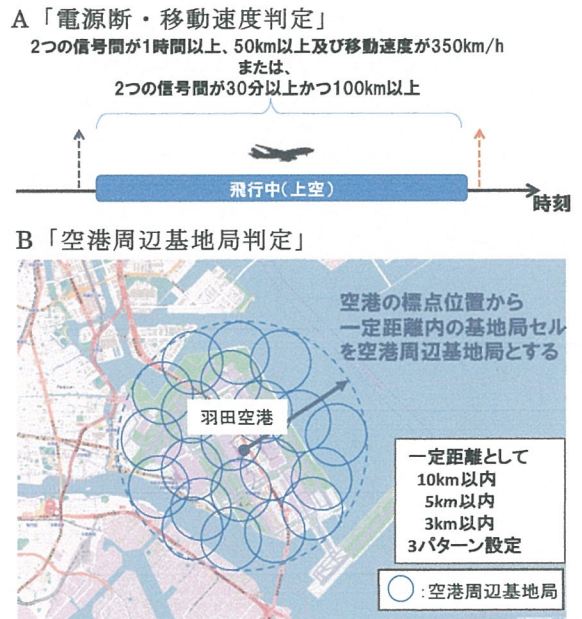 A「電源断・移動速度判定」
2つの信号間が1時間以上、50km以上及び移動速度が350km/h
または、
2つの信号間が30分以上かつ100km以上
飛行中(上空)
時刻
B「空港周辺基地局判定」
空港の標点位置から
一定距離内の基地局セル
を空港周辺基地局とする
羽田空港
一定距離として
10km以内
5km以内
3km以内
3パターン設定
:空港周辺基地局